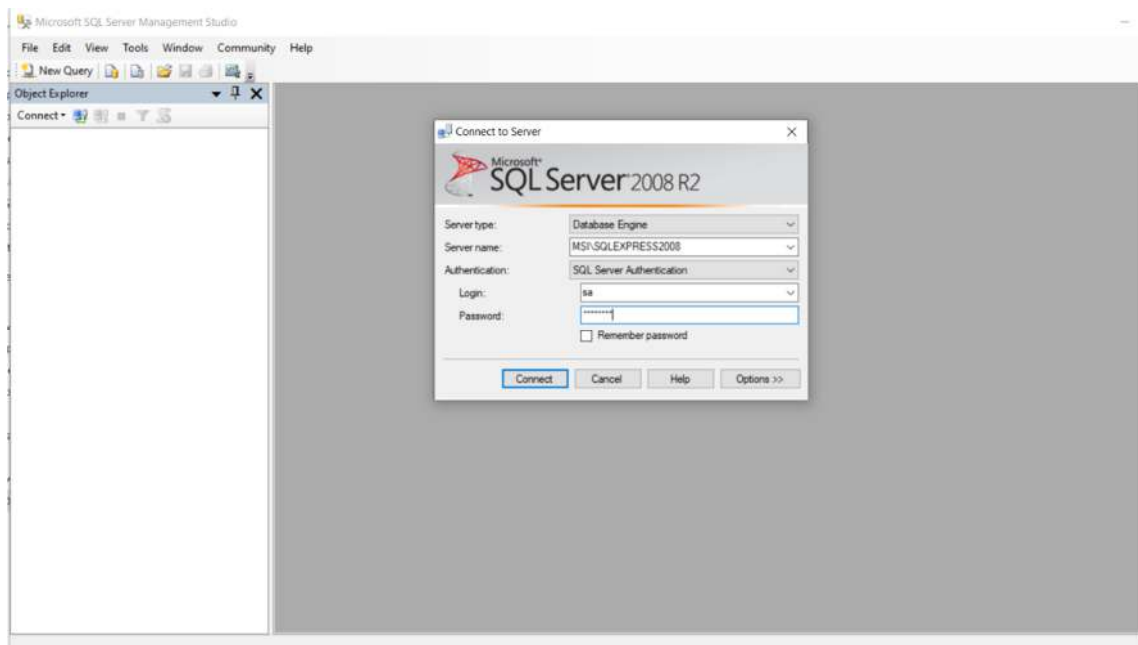 Microsoft SQL Server Management Studio
File Edit View Tools Window Community Help
New Query
Object Explorer
Connect
Connect to Server
Microsoft
SQL Server 2008 R2
Server type: Database Engine
Server name: MSI\SQLEXPRESS2008
Authentication: SQL Server Authentication
Login: sa
Password: ********
Remember password
Connect Cancel Help Options >>